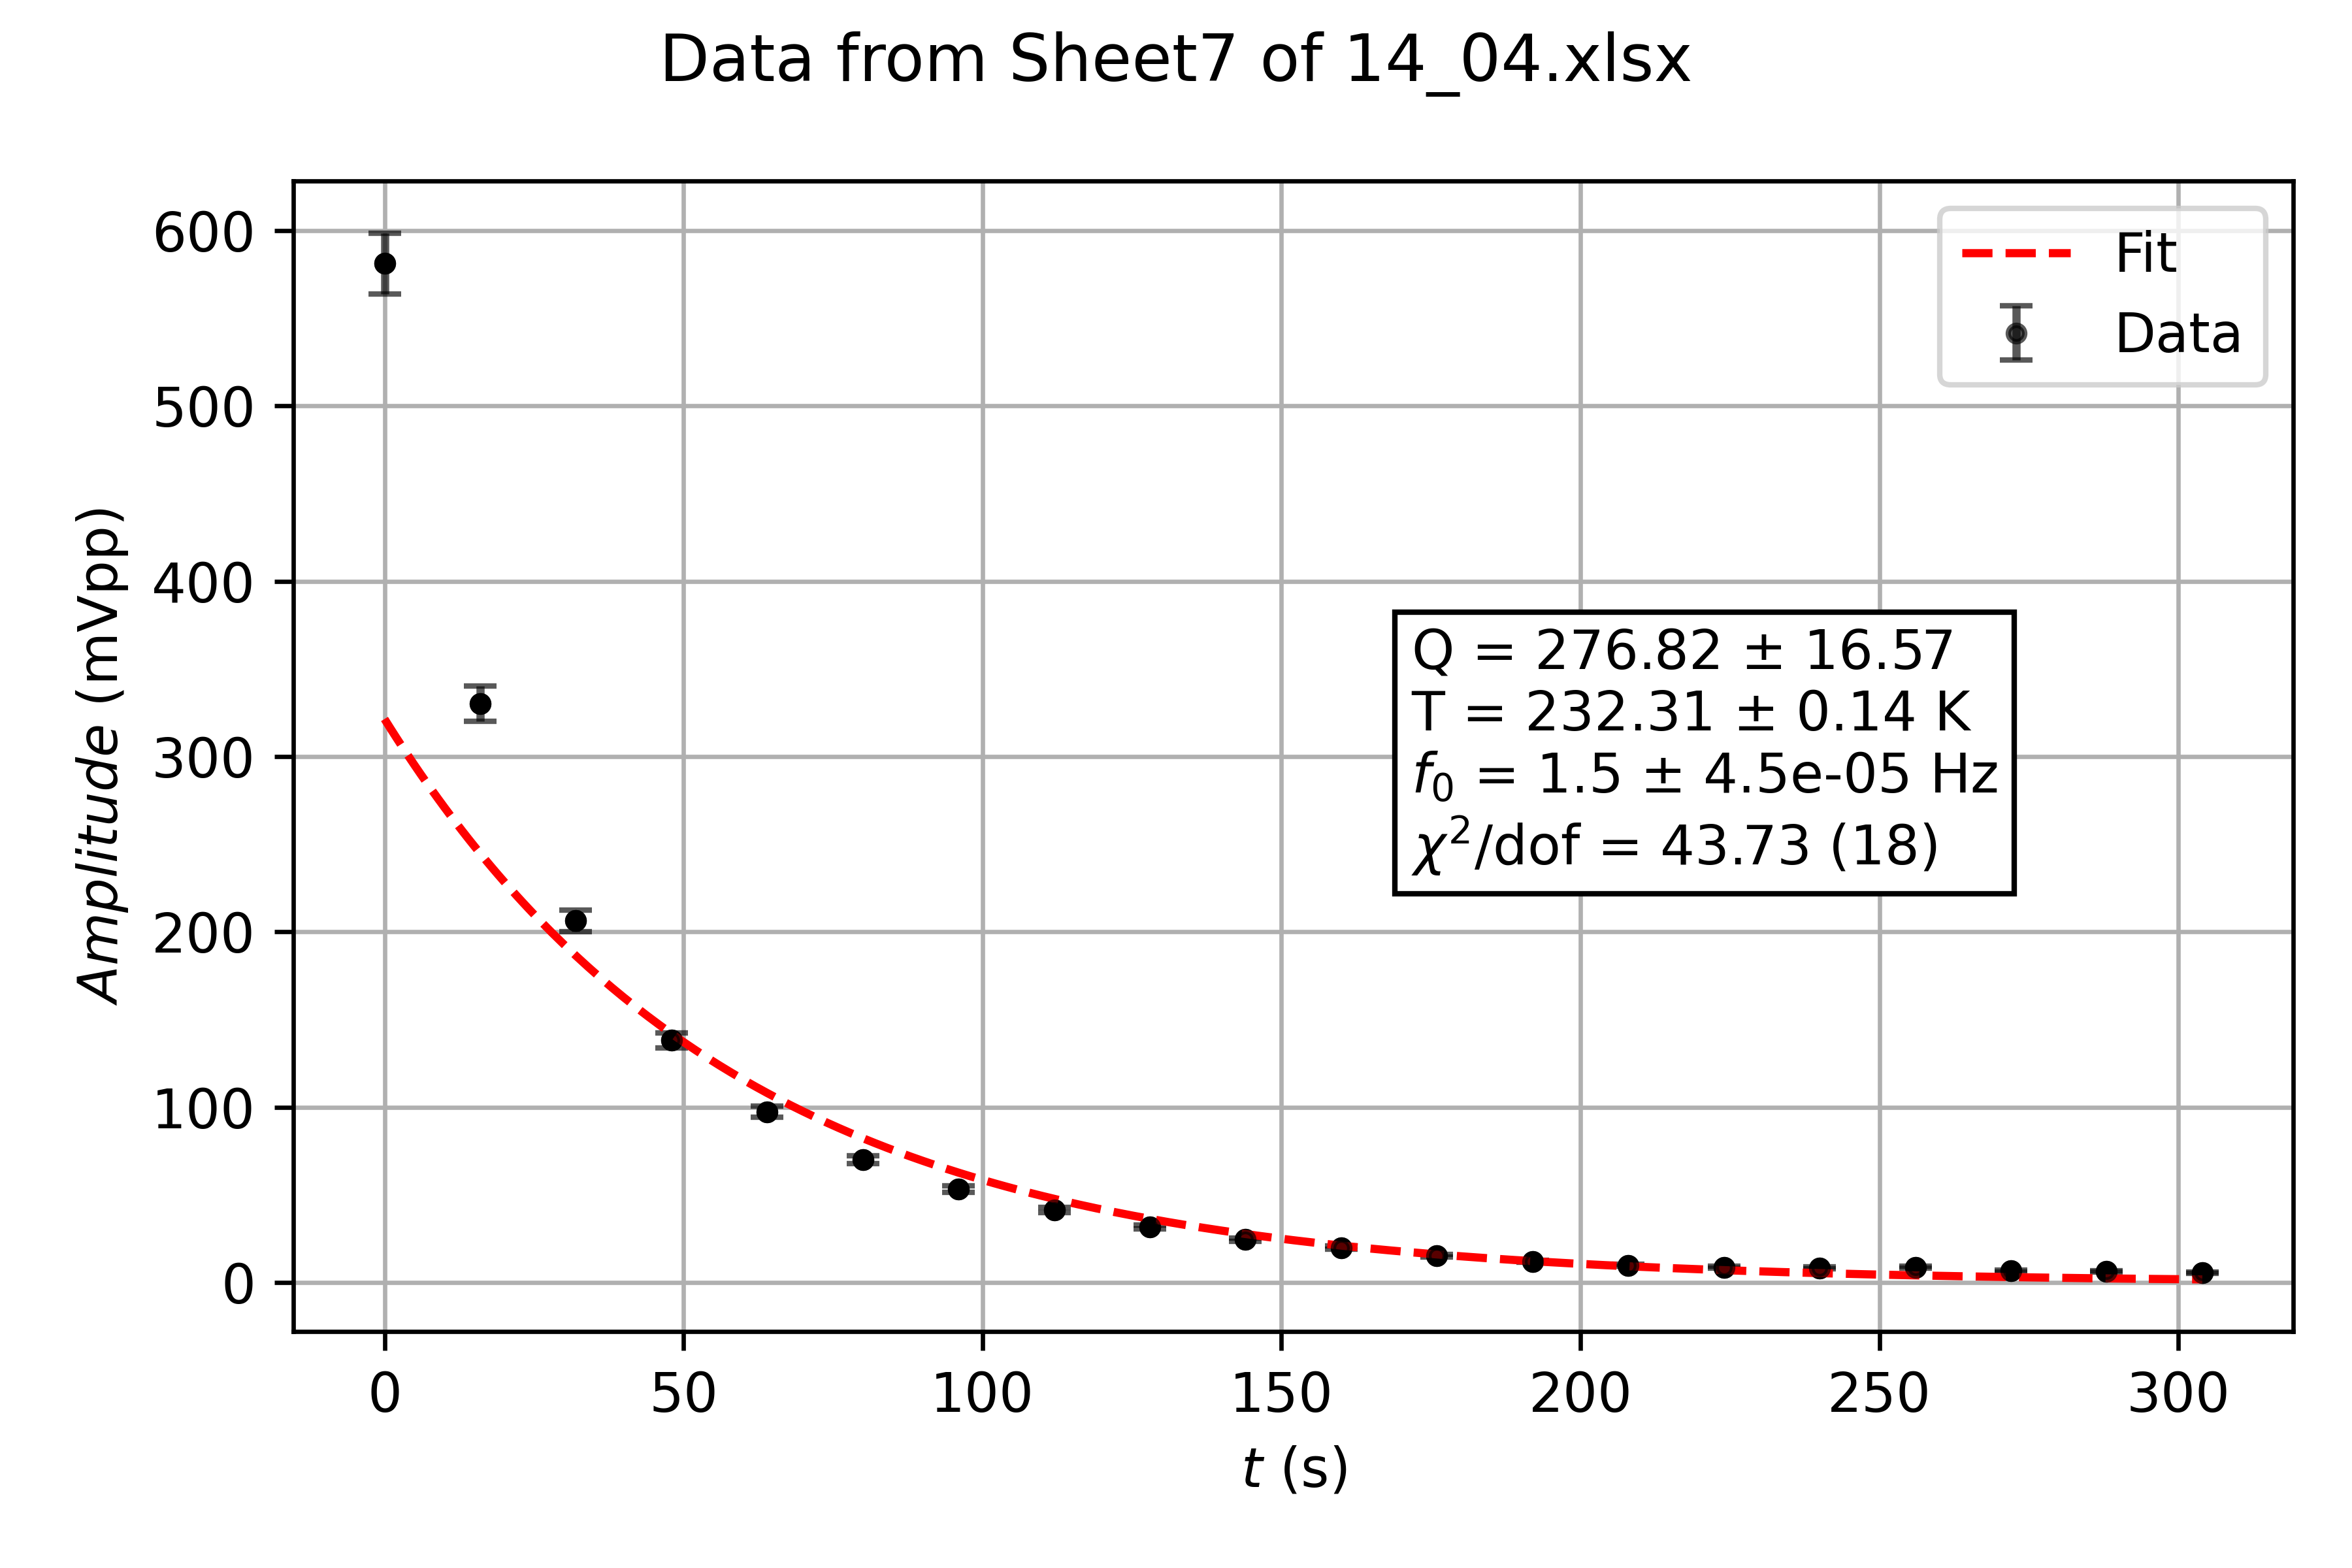 Data from Sheet7 of 14_04.xlsx
600
500
400
300
200
100
0
Amplitude (mVpp)
Fit
Data
Q = 276.82 ± 16.57
T = 232.31 ± 0.14 K
f₀ = 1.5 ± 4.5e-05 Hz
χ²/dof = 43.73 (18)
0 50 100 150 200 250 300
t (s)